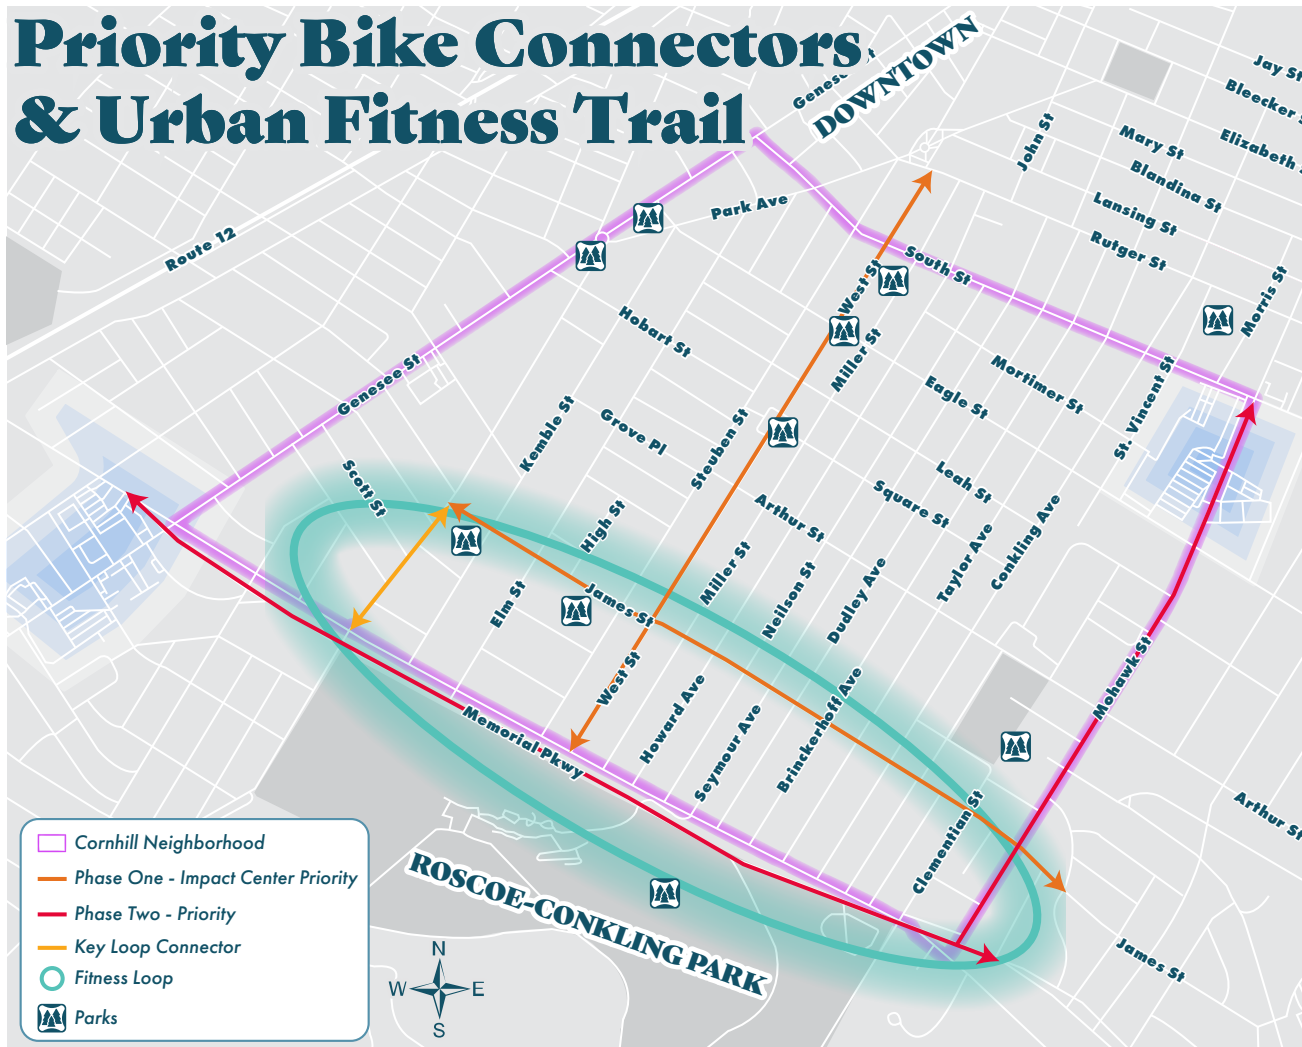 Priority Bike Connectors
& Urban Fitness Trail
DOWNTOWN
Jay St
Bleecker
Elizabeth
John St
Mary St
Blandina St
Lansing St
Rutger St
Park Ave
Route 12
South St
West St
Morris St
Hobart St
Miller St
Genesee St
Mortimer St
Eagle St
St. Vincent St
Kemble St
Grove Pl
Steuben St
Scott St
Leah St
Square St
Arthur St
High St
Conkling Ave
Taylor Ave
Miller St
Neilson St
Dudley Ave
Elm St
James St
West St
Mohawk St
Howard Ave
Seymour Ave
Brinckerhoff Ave
Memorial Pkwy
Clementian St
Arthur St
ROSCOE-CONKLING PARK
James St
Cornhill Neighborhood
Phase One - Impact Center Priority
Phase Two - Priority
Key Loop Connector
Fitness Loop
Parks
N
W E
S